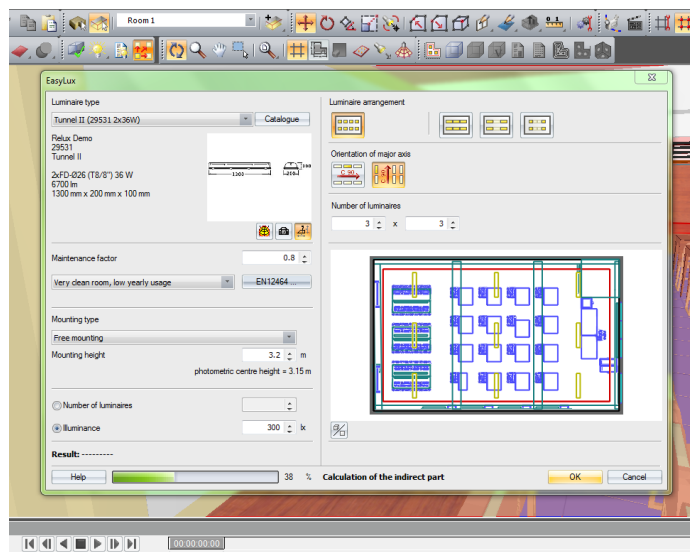 Room 1
EasyLux
Luminaire type
Tunnel II (29531 2x36W)
Catalogue
Relux Demo
29531
Tunnel II
2xFD-Ø26 (T8/8") 36 W
6700 lm
1300 mm x 200 mm x 100 mm
1300
Maintenance factor
0.8
Very clean room, low yearly usage
EN12464 ...
Mounting type
Free mounting
Mounting height
3.2
m
photometric centre height = 3.15 m
Number of luminaires
Illuminance
300
lx
Result: ---------
Luminaire arrangement
Orientation of major axis
C 90
Number of luminaires
3 x 3
Help
38 %
Calculation of the indirect part
OK
Cancel
00:00:00:00